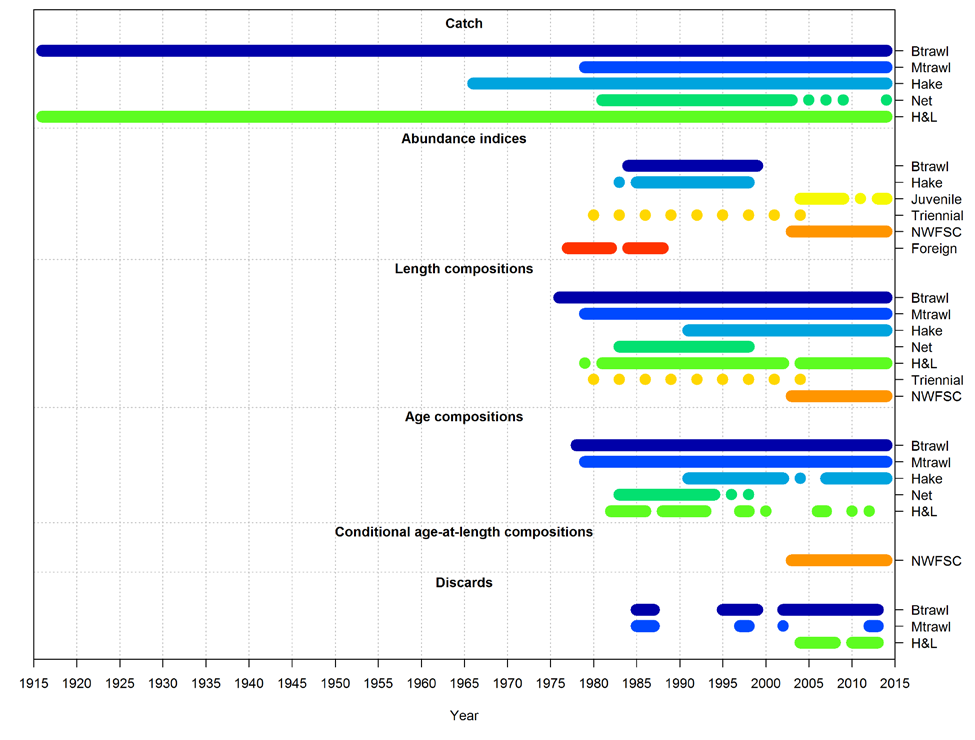 Catch
Btrawl
Mtrawl
Hake
Net
H&L
Abundance indices
Btrawl
Hake
Juvenile
Triennial
NWFSC
Foreign
Length compositions
Btrawl
Mtrawl
Hake
Net
H&L
Triennial
NWFSC
Age compositions
Btrawl
Mtrawl
Hake
Net
H&L
Conditional age-at-length compositions
NWFSC
Discards
Btrawl
Mtrawl
H&L
1915 1920 1925 1930 1935 1940 1945 1950 1955 1960 1965 1970 1975 1980 1985 1990 1995 2000 2005 2010 2015
Year